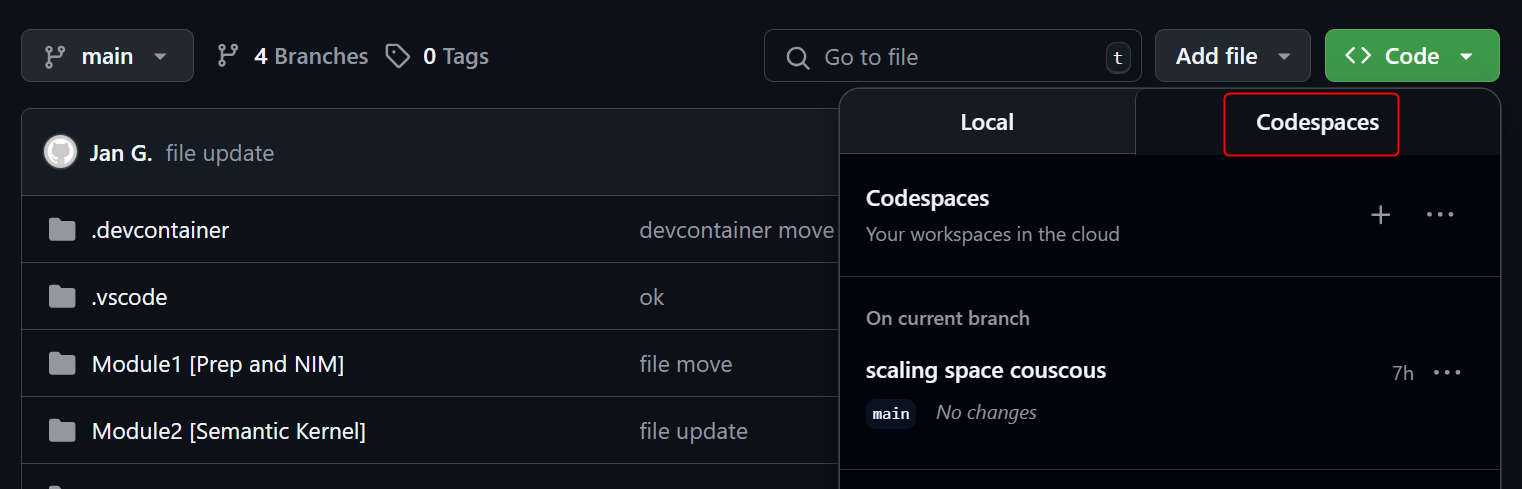 main
4 Branches
0 Tags
Go to file
t
Add file
Code
Local
Codespaces
Jan G. file update
.devcontainer devcontainer move
.vscode ok
Module1 [Prep and NIM] file move
Module2 [Semantic Kernel] file update
Codespaces
Your workspaces in the cloud
On current branch
scaling space couscous 7h
main No changes